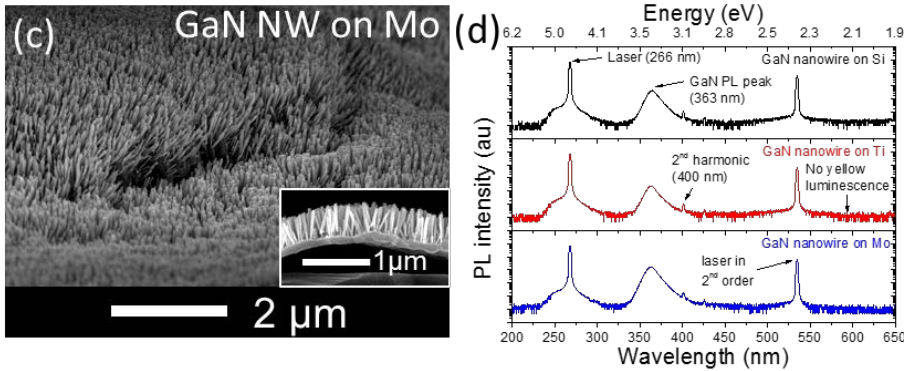 (c)
GaN NW on Mo
1μm
2 μm
(d)
Energy (eV)
6.2 5.0 4.1 3.5 3.1 2.8 2.5 2.3 2.1 1.9
Laser (266 nm)
GaN nanowire on Si
GaN PL peak
(363 nm)
GaN nanowire on Ti
2nd harmonic
(400 nm)
No yellow
luminescence
GaN nanowire on Mo
laser in
2nd order
PL intensity (au)
200 250 300 350 400 450 500 550 600 650
Wavelength (nm)